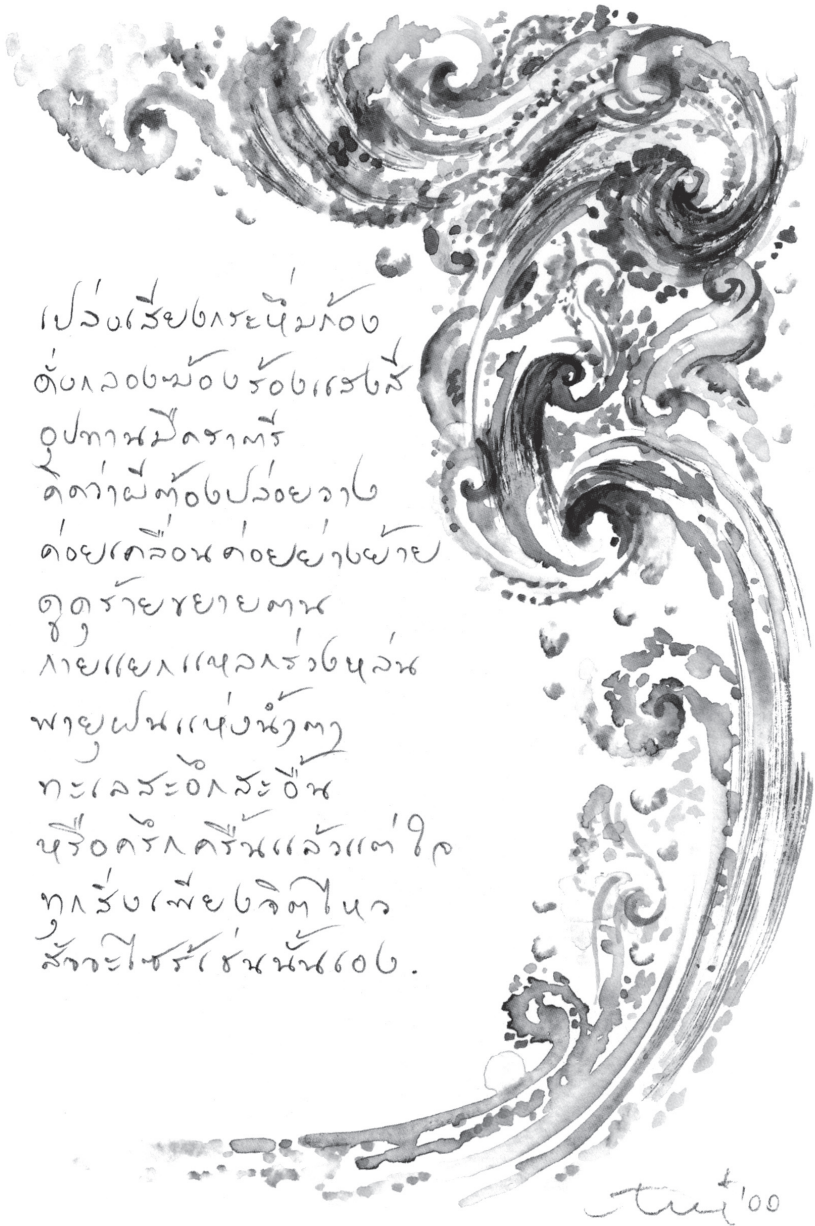 เปล่งเสียงกระหึ่มก้อง
ดั่งกลองฆ้องร้องแสงสี
อุปทานมืดราตรี
คิดว่าผีต้องปล่อยวาง
ค่อยเคลื่อนค่อยย่างย้าย
ดูดุร้ายขยาย
กายแยกแหลกร่วงหล่น
พายุฝนแห่งน้ำตา
ทะเลสะอึกสะอื้น
หรือครึกครื้นแล้วแต่ใจ
ทุกสิ่งเพียงจิตไหว
สัจจะไซร้เช่นนั้นเอง.
'00